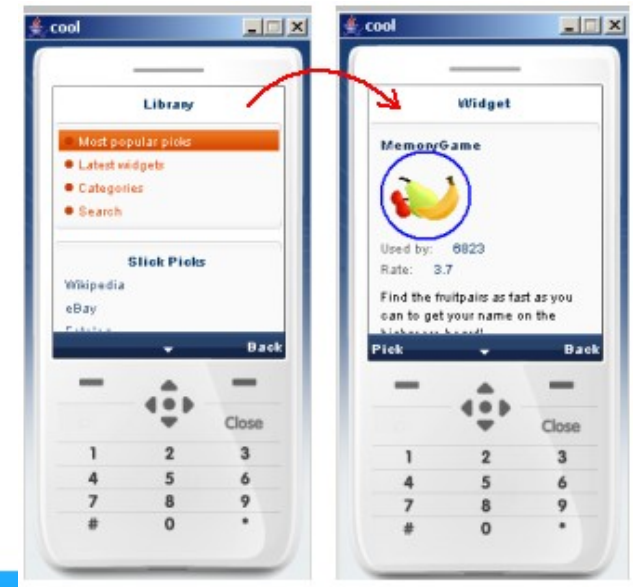 cool
Library
Most popular picks
Latest widgets
Categories
Search
Slick Picks
Wikipedia
eBay
Back
Close
1 2 3
4 5 6
7 8 9
# 0 *
cool
Widget
MemoryGame
Used by: 6823
Rate: 3.7
Find the fruitpairs as fast as you
can to get your name on the
Pick Back
Close
1 2 3
4 5 6
7 8 9
# 0 *